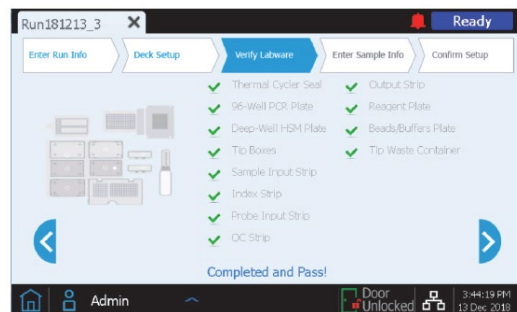 Run181213_3
Ready
Enter Run Info
Deck Setup
Verify Labware
Enter Sample Info
Confirm Setup
Thermal Cycler Seal
96-Well PCR Plate
Deep-Well HSM Plate
Tip Boxes
Sample Input Strip
Index Strip
Probe Input Strip
QC Strip
Output Strip
Reagent Plate
Beads/Buffers Plate
Tip Waste Container
Completed and Pass!
Admin
Door
Unlocked
3:44:19 PM
13 Dec 2018